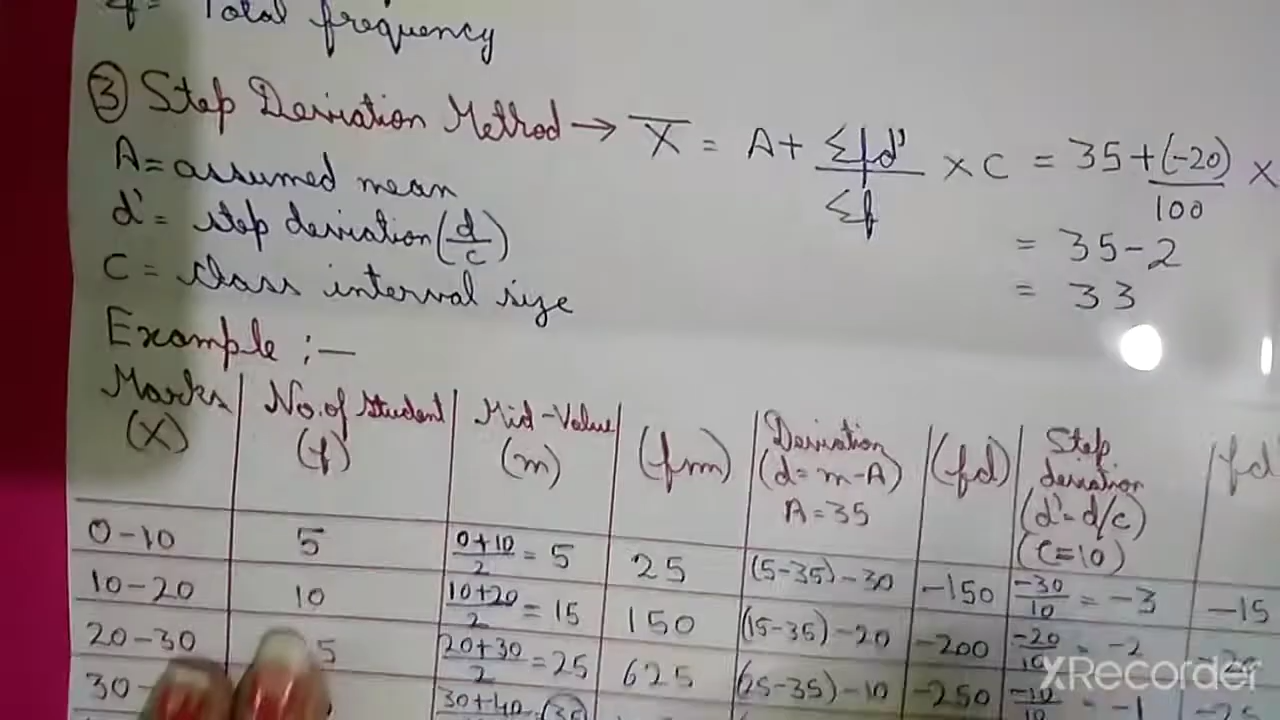 f = Total frequency
③ Step Deviation Method → X̅ = A + Σfd'/Σf × C = 35 + (-20)/100 ×
A = assumed mean
d' = step deviation (d/c)
= 35 - 2
C = class interval size
= 33
Example :—
Marks (X) | No. of Student (f) | Mid-Value (m) | (fm) | Deviation (d = m-A) A = 35 | (fd) | Step deviation (d' = d/c) (C = 10) | fd
0-10 | 5 | 0+10/2 = 5 | 25 | (5-35) -30 | -150 | -30/10 = -3 | -15
10-20 | 10 | 10+20/2 = 15 | 150 | (15-35) -20 | -200 | -20/10 = -2 | -20
20-30 | 5 | 20+30/2 = 25 | 625 | (25-35) -10 | -250 | -10/10 = -1 | -25
30- | 30+40 (35)
XRecorder